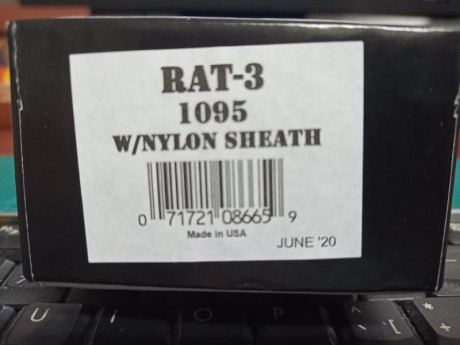 RAT-3
1095
W/NYLON SHEATH
0 71721 08665 9
Made in USA
JUNE '20
U I O P